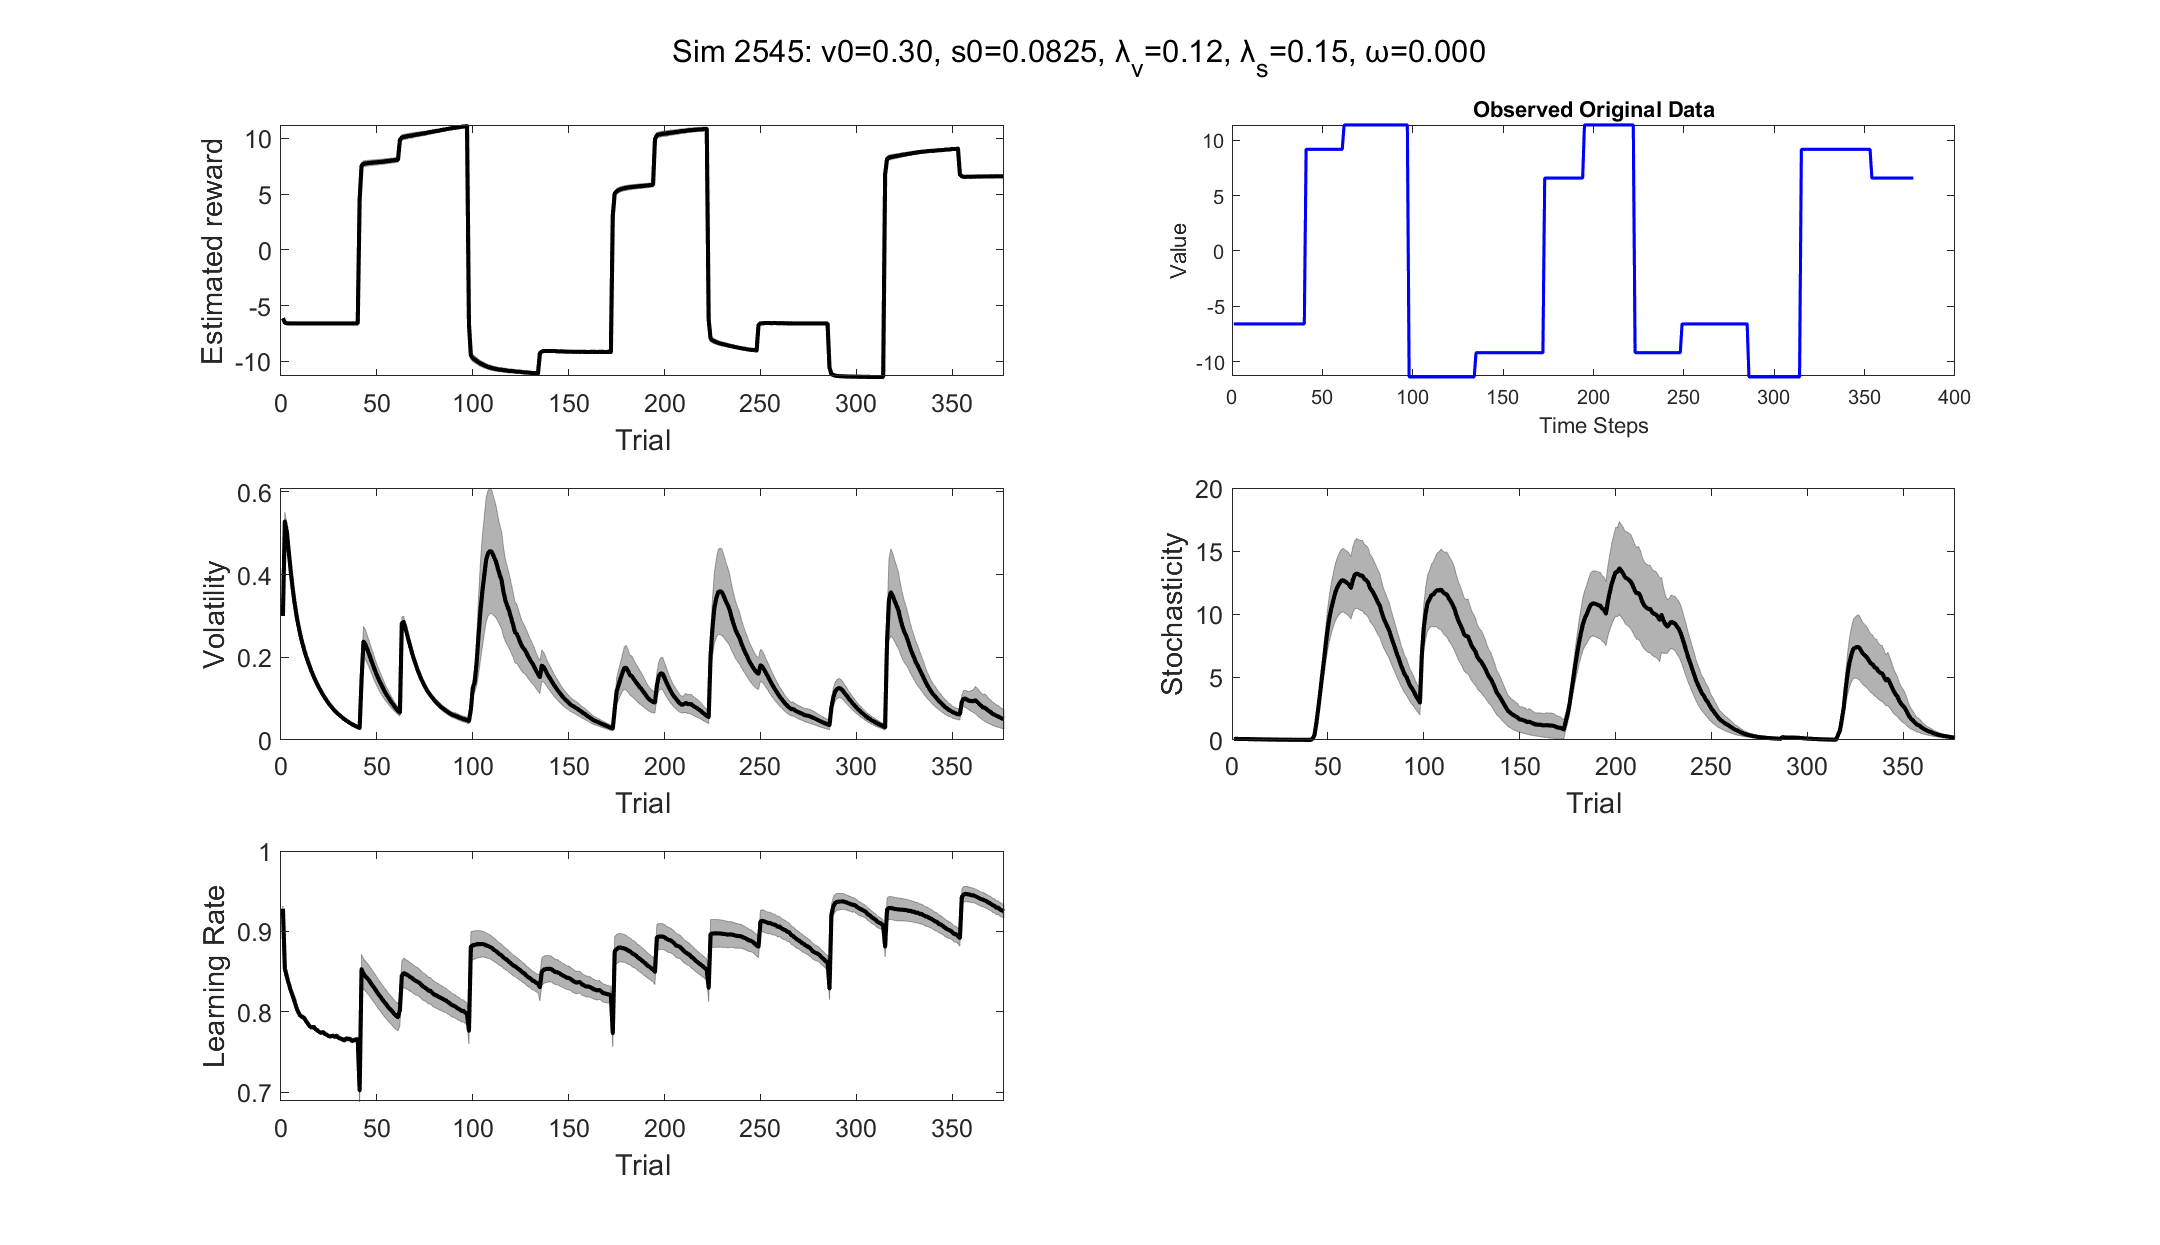 Sim 2545: v0=0.30, s0=0.0825, λv=0.12, λs=0.15, ω=0.000
Estimated reward
10
5
0
-5
-10
0 50 100 150 200 250 300 350
Trial
Observed Original Data
Value
10
5
0
-5
-10
0 50 100 150 200 250 300 350 400
Time Steps
Volatility
0.6
0.4
0.2
0
0 50 100 150 200 250 300 350
Trial
Stochasticity
20
15
10
5
0
0 50 100 150 200 250 300 350
Trial
Learning Rate
1
0.9
0.8
0.7
0 50 100 150 200 250 300 350
Trial